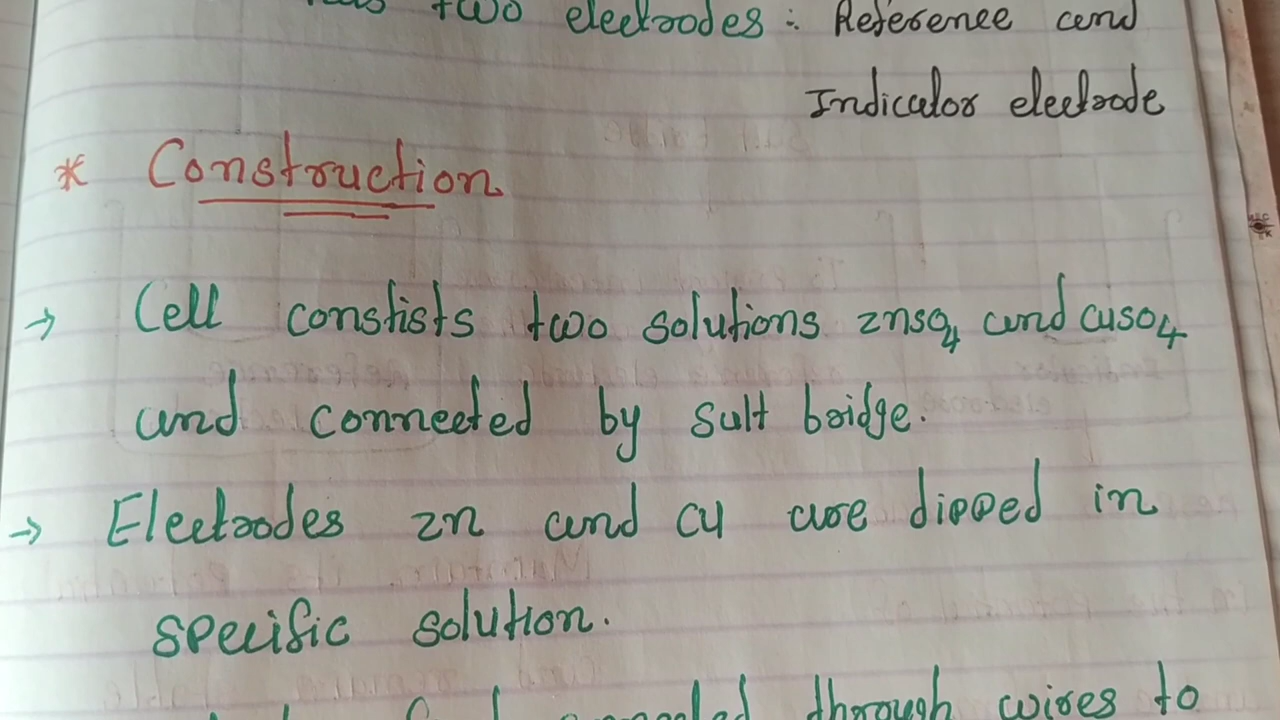 two electrodes : Reference and
Indicator electrode
* Construction
→ Cell constists two solutions znso4 and cuso4
and connected by Salt bridge.
→ Electrodes zn and cu are dipped in
specific solution.
through wires to